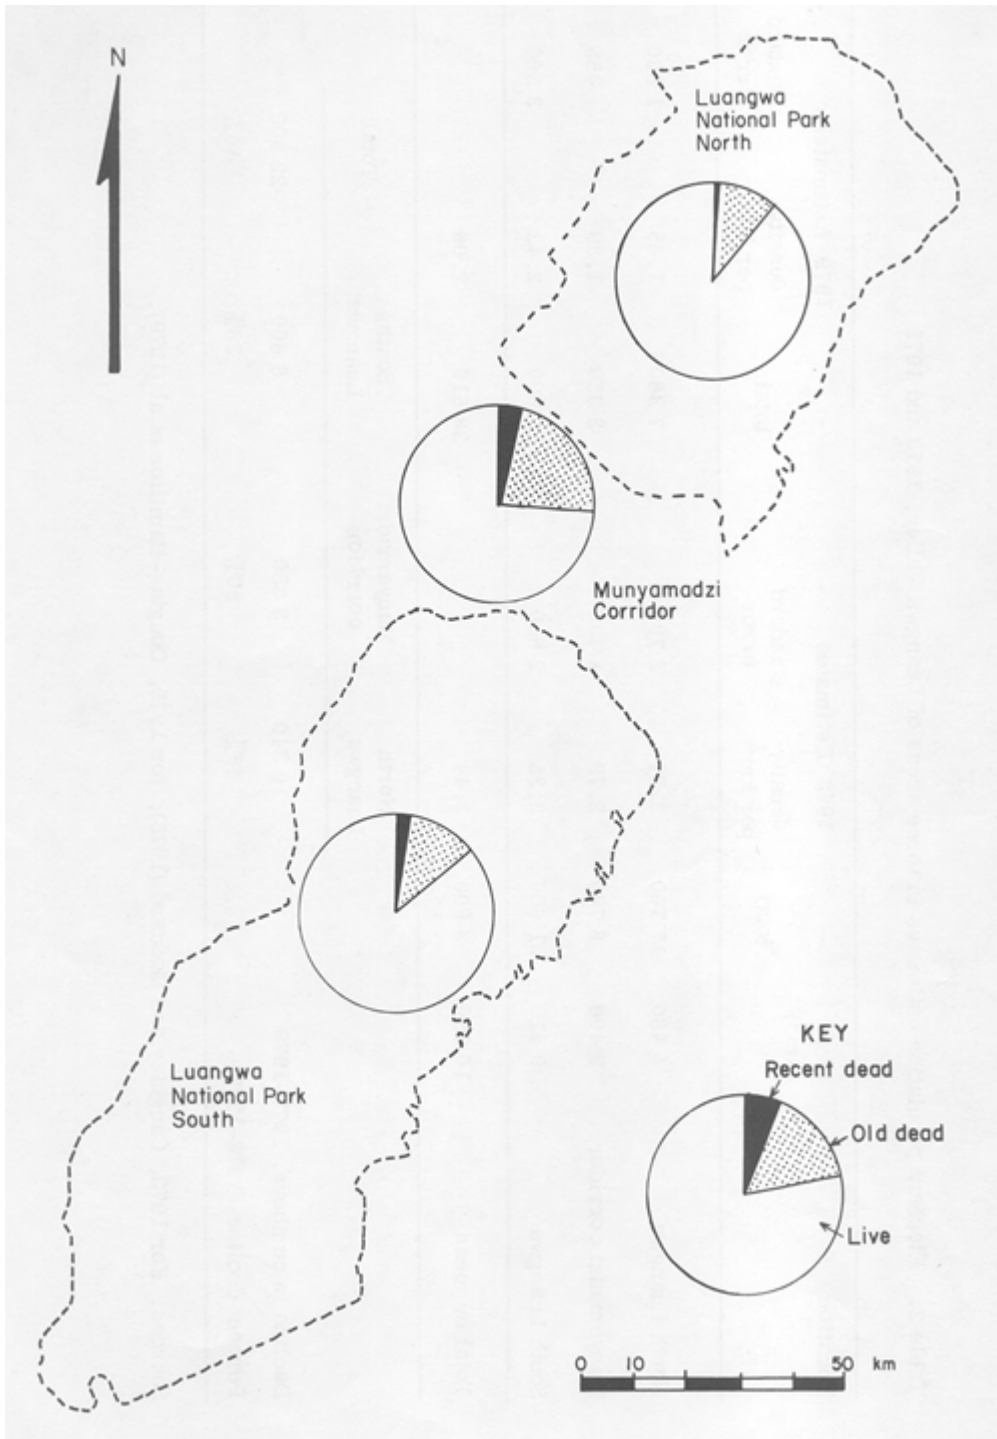 N
Luangwa
National Park
North
Munyamadzi
Corridor
Luangwa
National Park
South
KEY
Recent dead
Old dead
Live
0 10 50 km